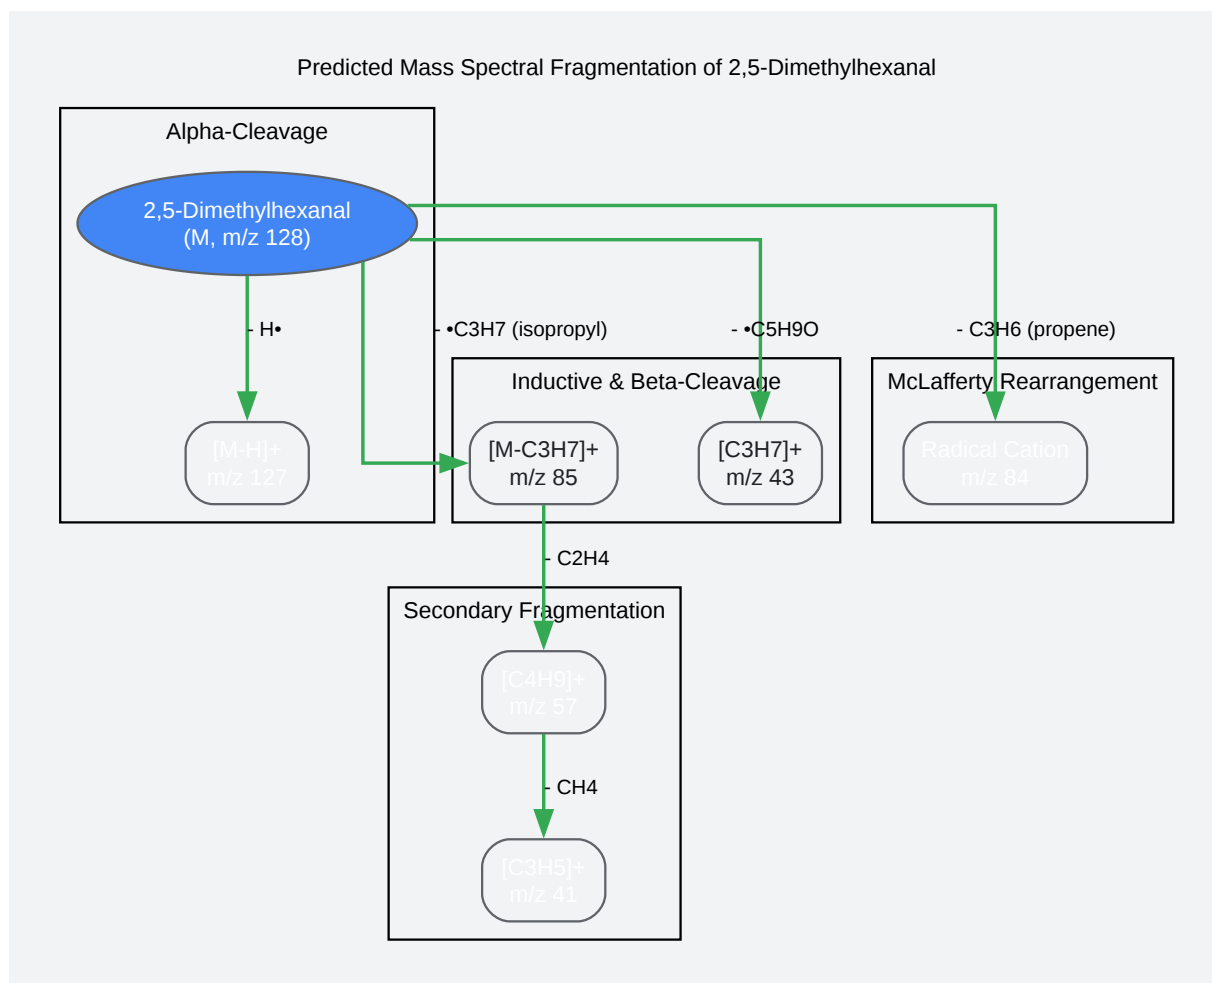 Predicted Mass Spectral Fragmentation of 2,5-Dimethylhexanal
Alpha-Cleavage
2,5-Dimethylhexanal
(M, m/z 128)
- H•
- •C3H7 (isopropyl)
- •C5H9O
- C3H6 (propene)
Inductive & Beta-Cleavage
McLafferty Rearrangement
[M-H]+
m/z 127
[M-C3H7]+
m/z 85
[C3H7]+
m/z 43
Radical Cation
m/z 84
- C2H4
Secondary Fragmentation
[C4H9]+
m/z 57
- CH4
[C3H5]+
m/z 41